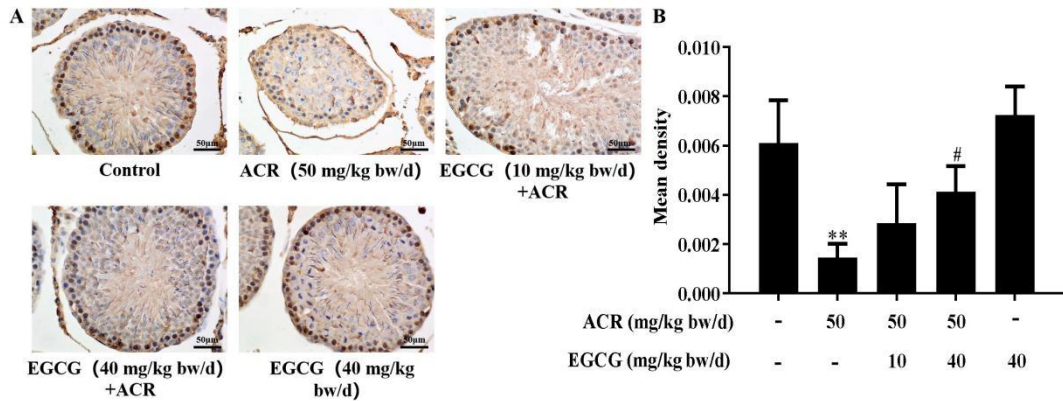 A
50μm
50μm
50μm
Control
ACR (50 mg/kg bw/d)
EGCG (10 mg/kg bw/d)
+ACR
50μm
50μm
EGCG (40 mg/kg bw/d)
+ACR
EGCG (40 mg/kg
bw/d)
B
Mean density
0.010
0.008
0.006
0.004
0.002
0.000
**
#
ACR (mg/kg bw/d) - 50 50 50 -
EGCG (mg/kg bw/d) - - 10 40 40